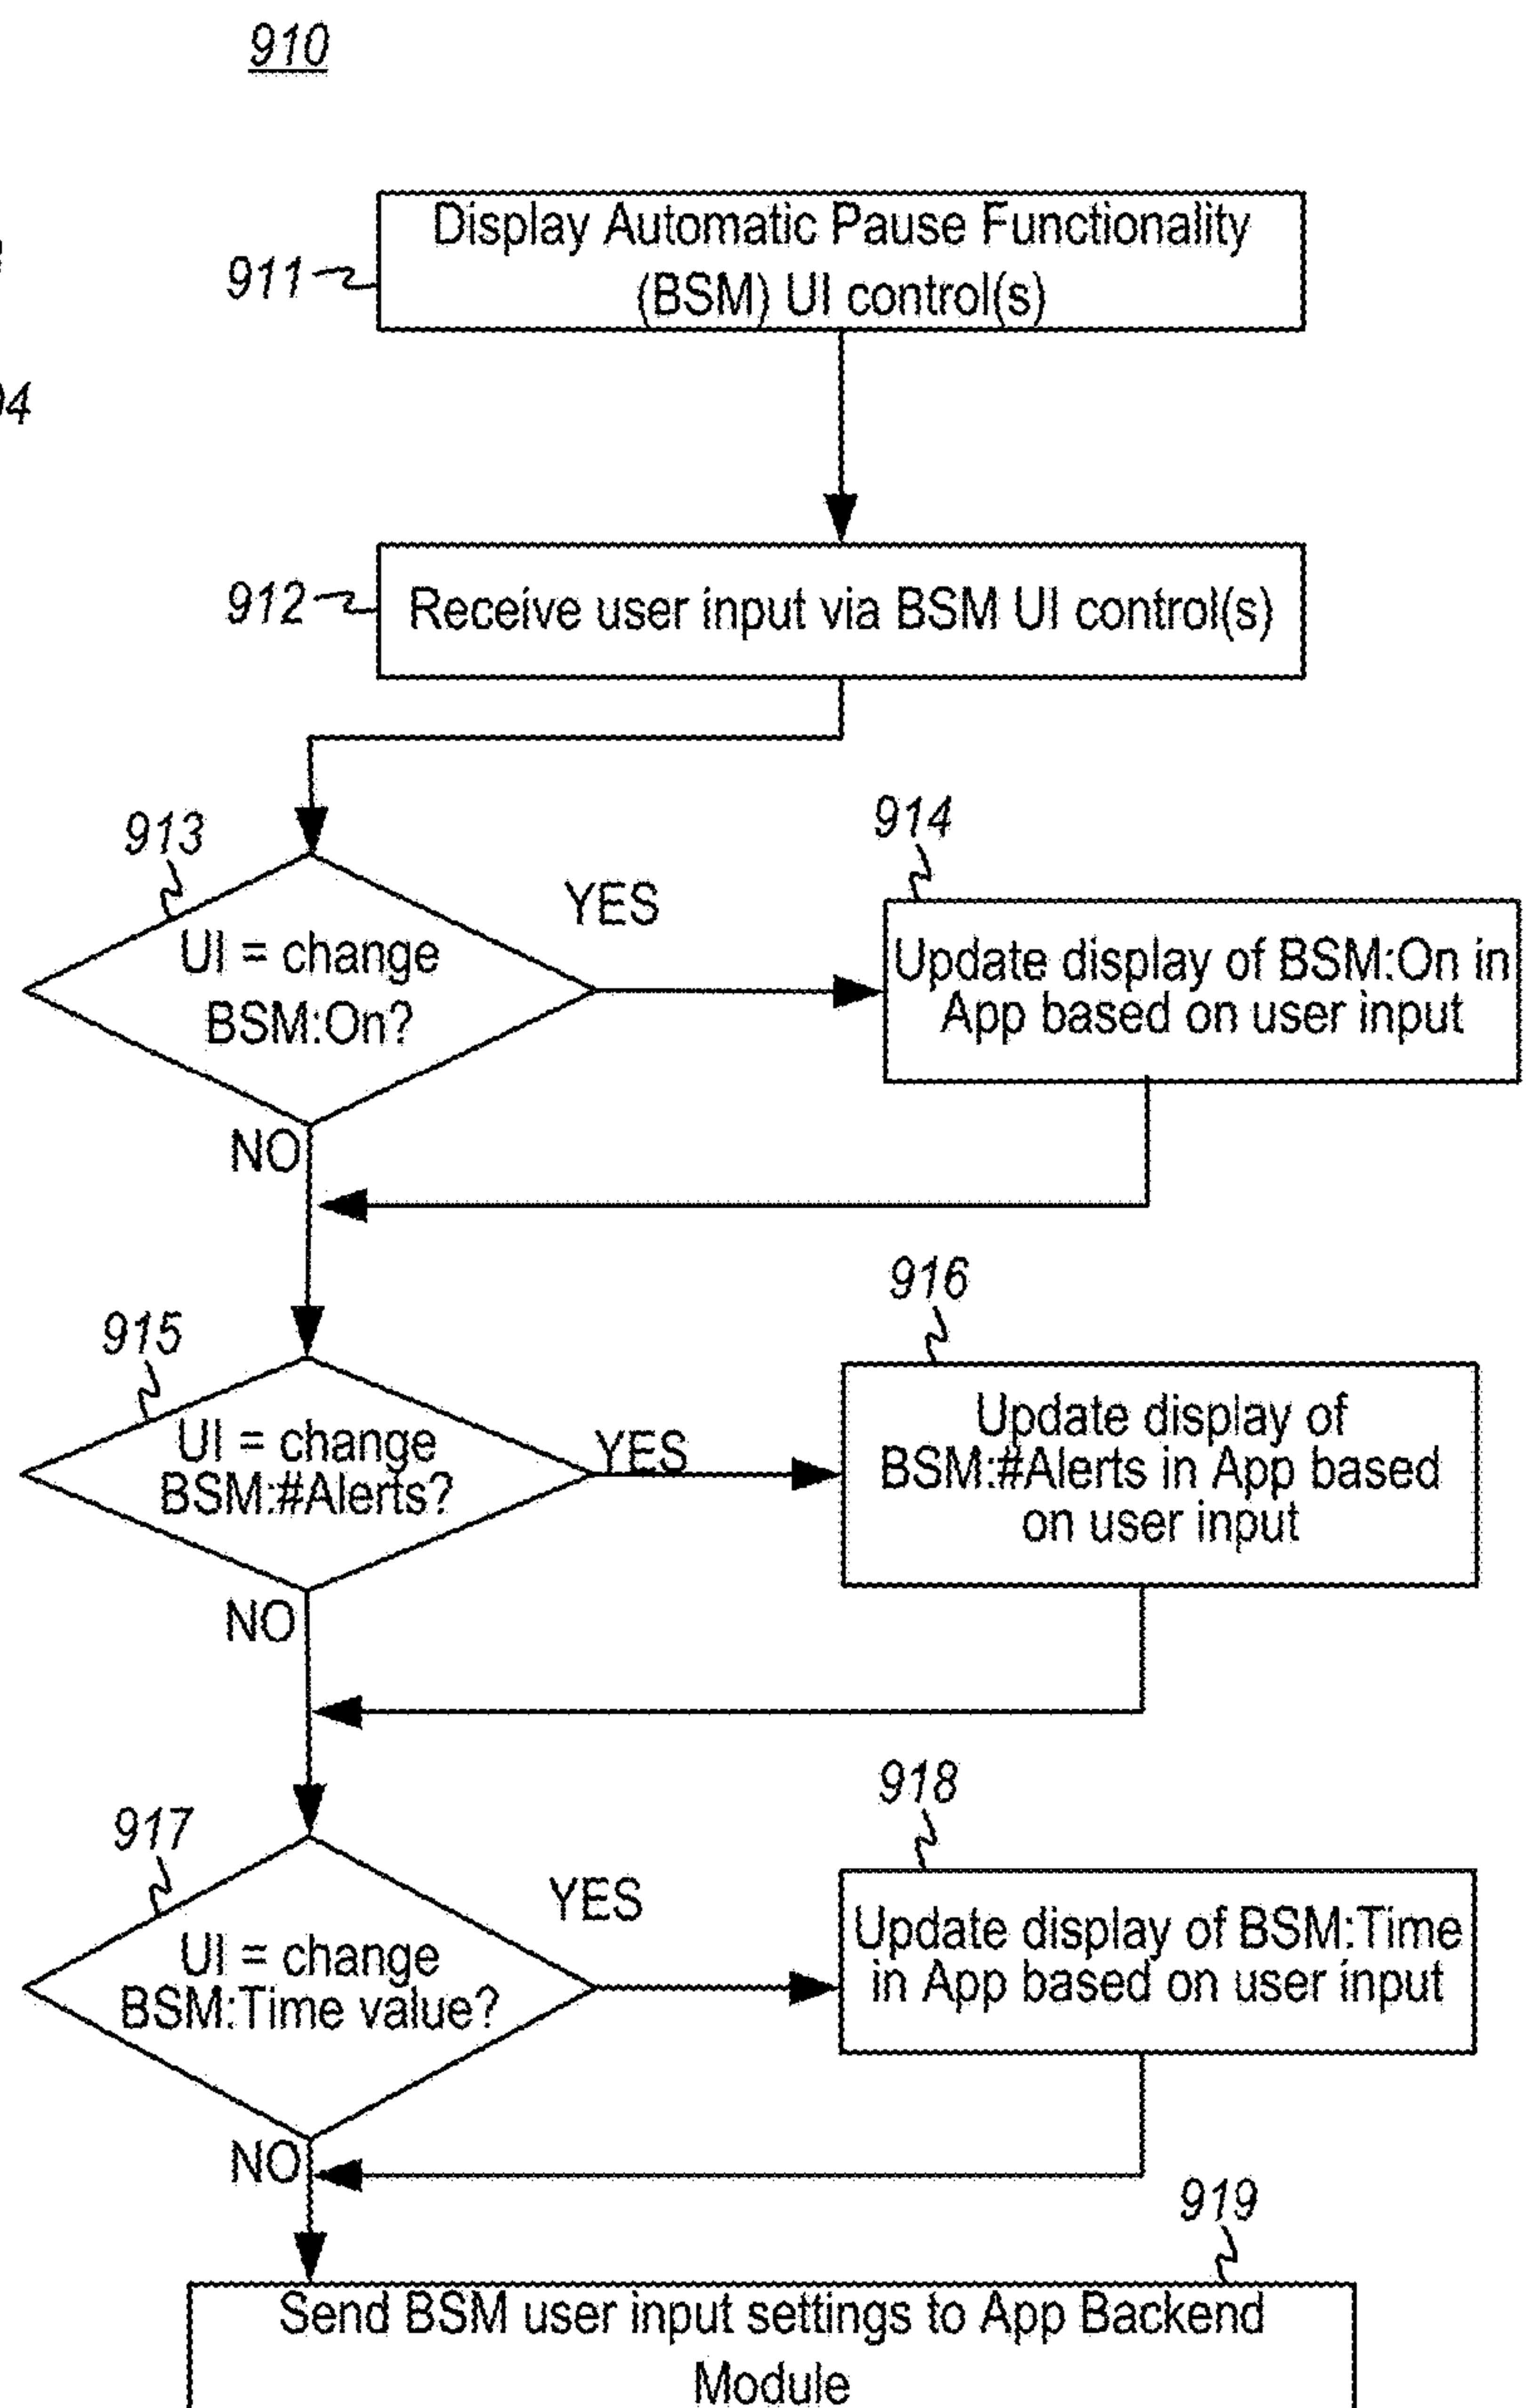 910
Display Automatic Pause Functionality
(BSM) UI control(s)
911
04
912
Receive user input via BSM UI control(s)
913
914
YES
UI = change
BSM:On?
Update display of BSM:On in
App based on user input
NO
915
916
UI = change
BSM:#Alerts?
YES
Update display of
BSM:#Alerts in App based
on user input
NO
917
918
YES
UI = change
BSM:Time value?
Update display of BSM:Time
in App based on user input
NO
919
Send BSM user input settings to App Backend
Module